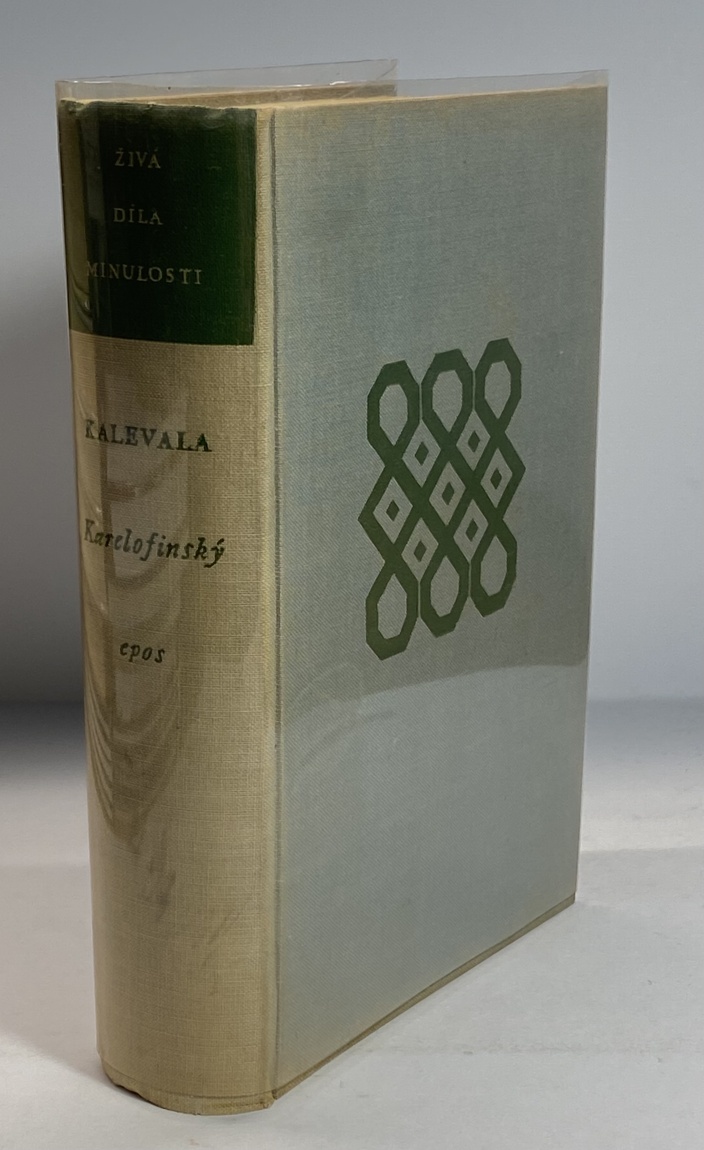 ŽIVÁ
DÍLA
MINULOSTI
KALEVALA
Karelofinský
epos